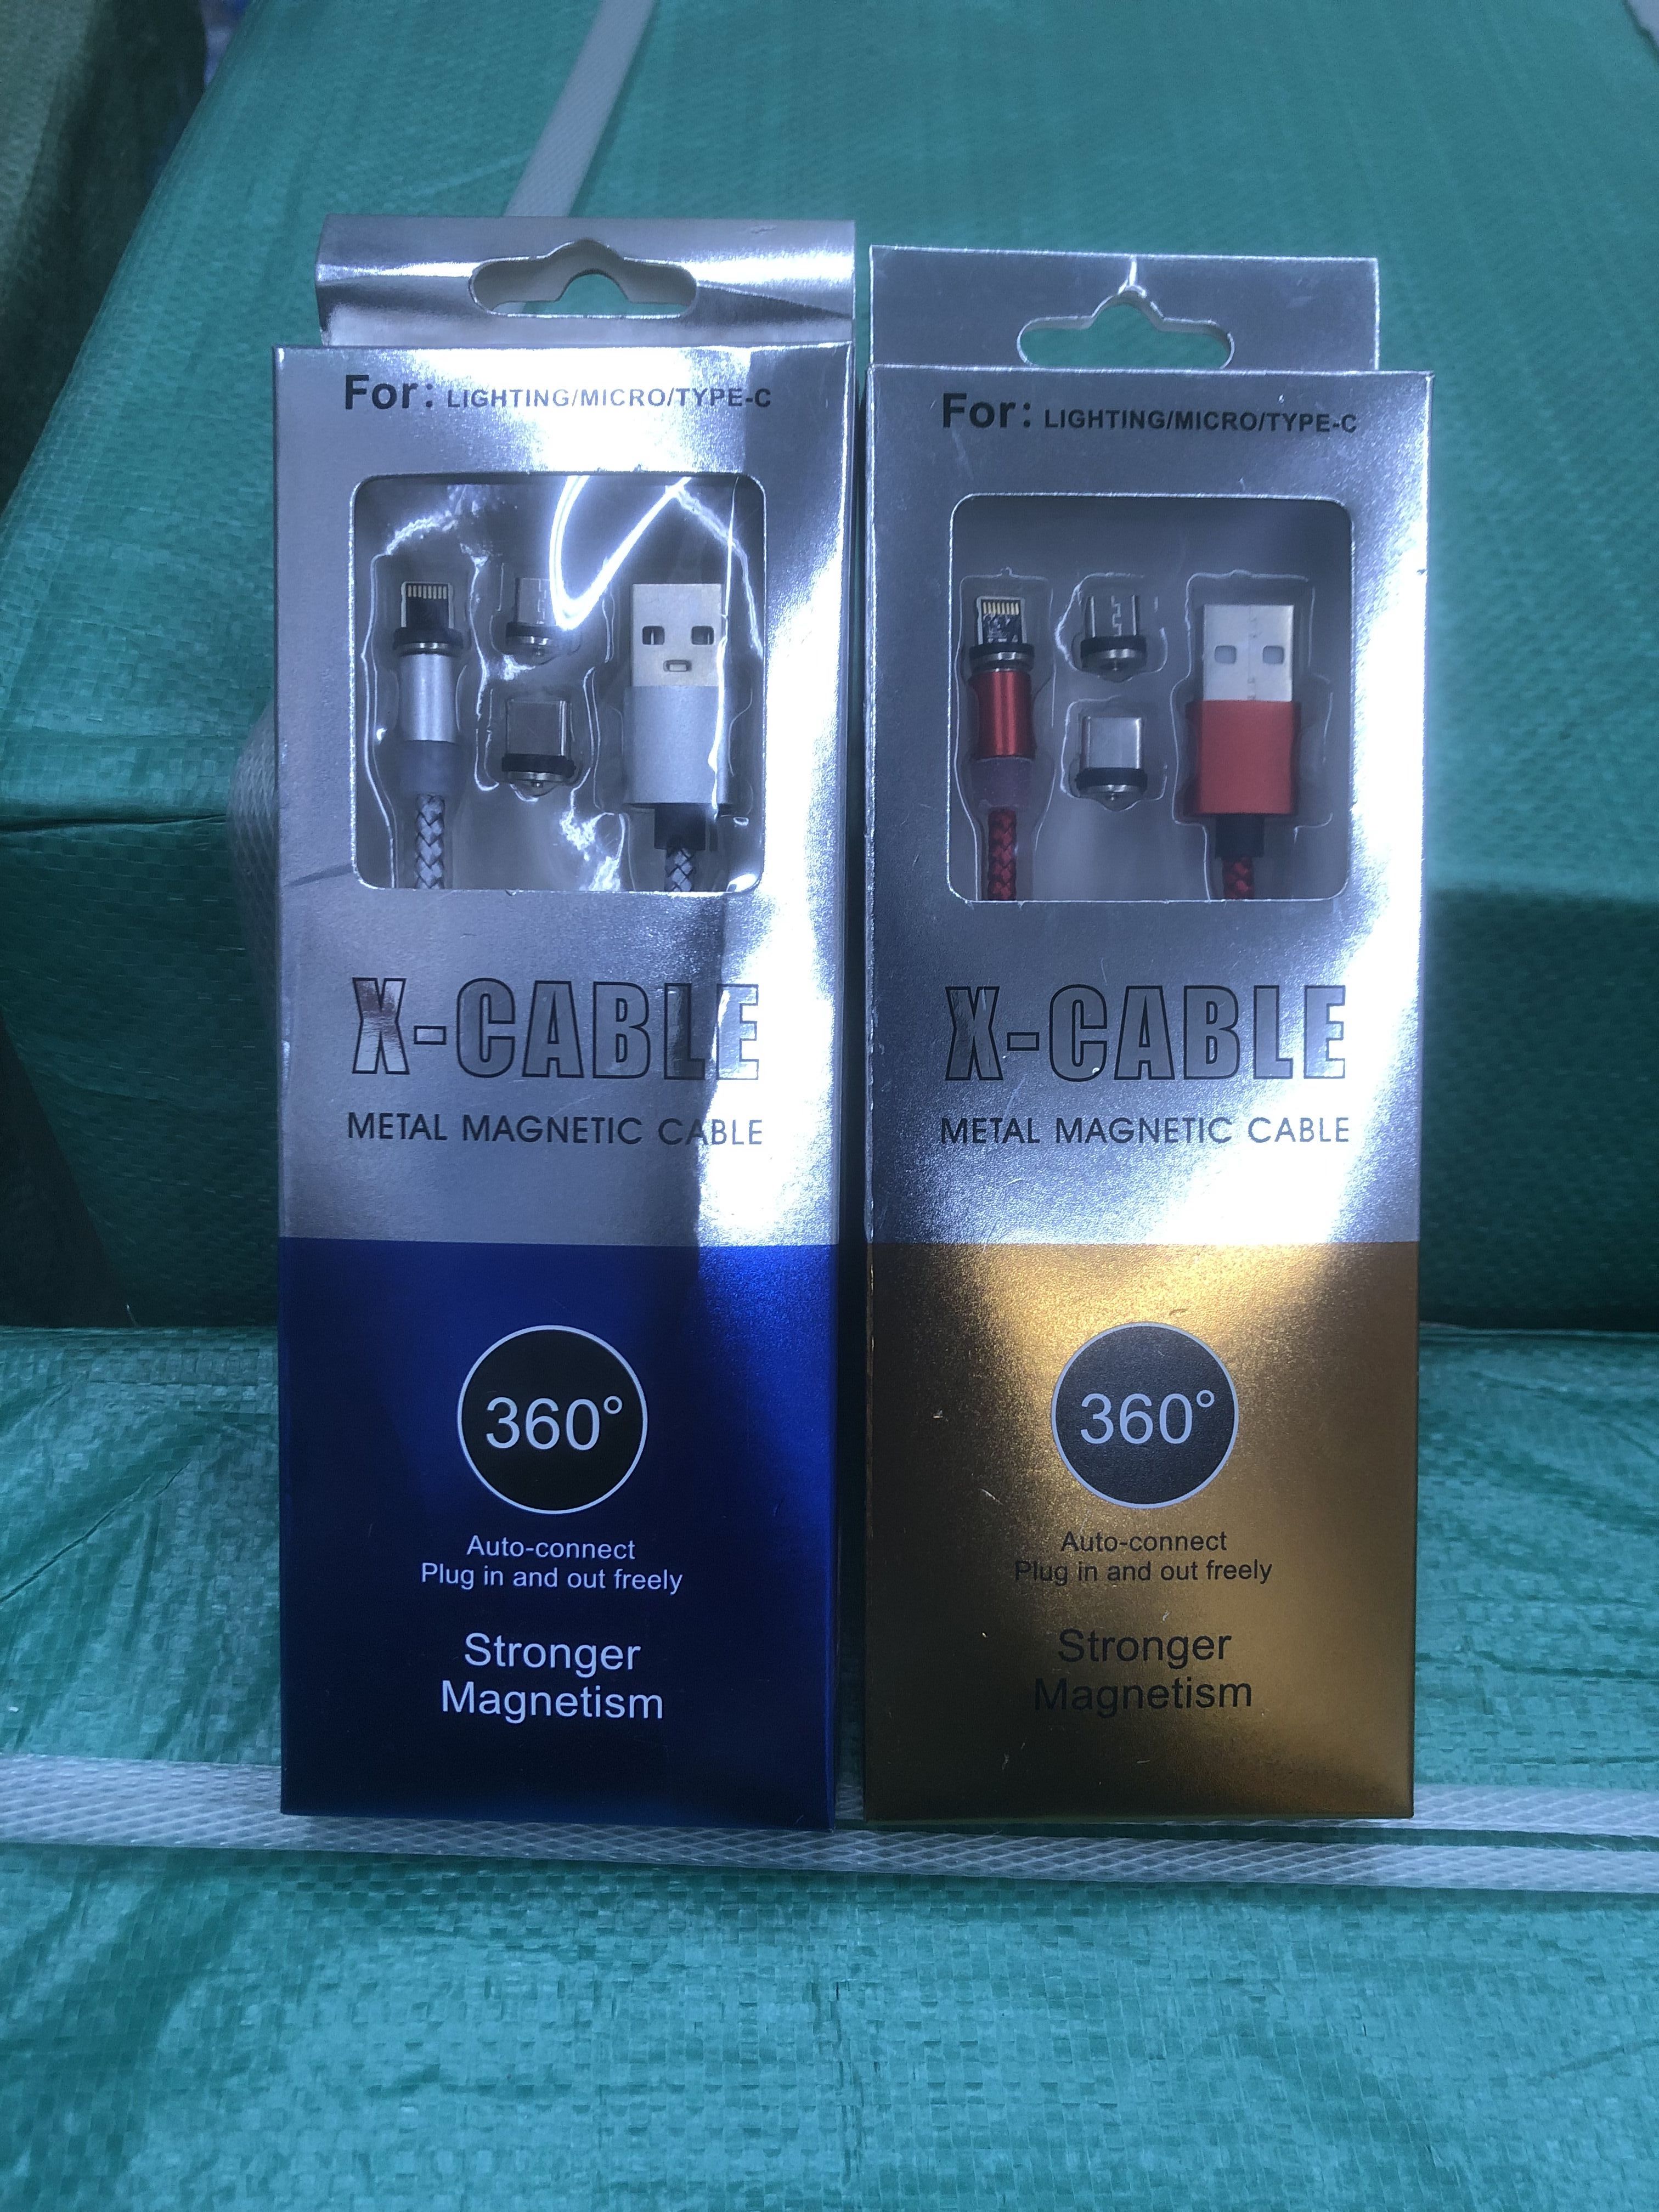 For: LIGHTING/MICRO/TYPE-C
X-CABLE
METAL MAGNETIC CABLE
360°
Auto-connect
Plug in and out freely
Stronger
Magnetism
For: LIGHTING/MICRO/TYPE-C
X-CABLE
METAL MAGNETIC CABLE
360°
Auto-connect
Plug in and out freely
Stronger
Magnetism